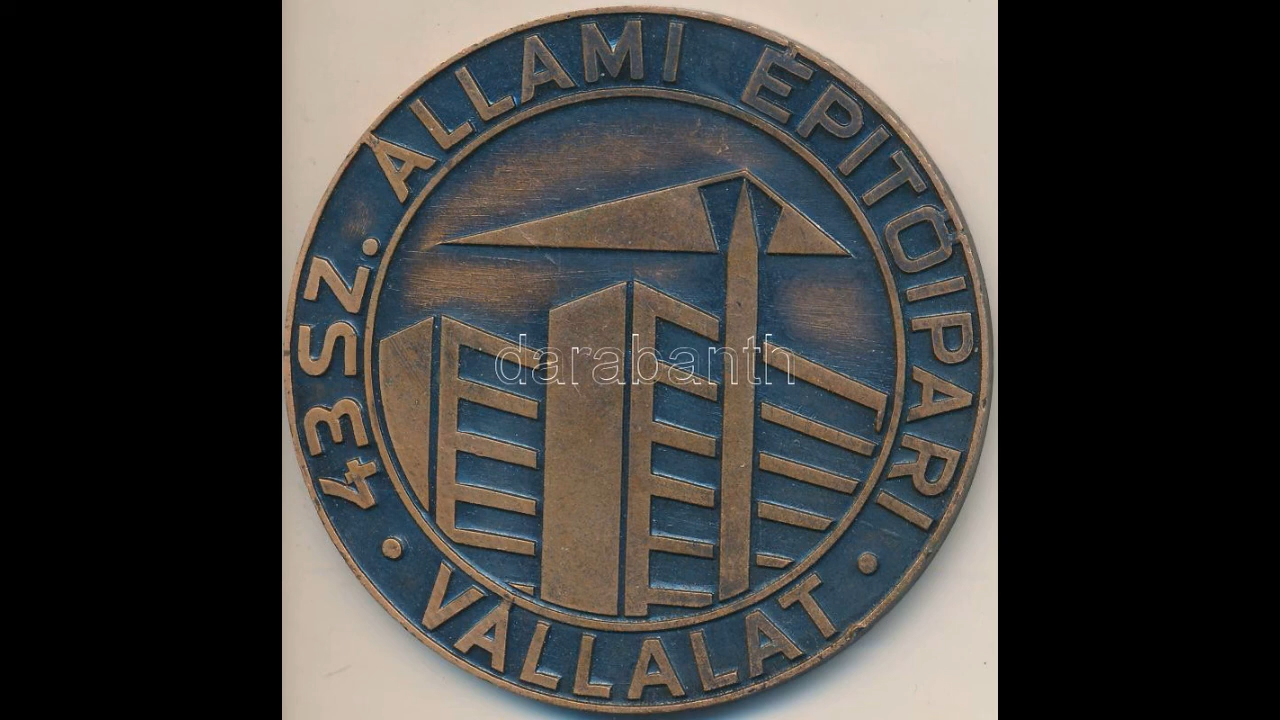 43 SZ. ÁLLAMI ÉPITŐIPARI
• VÁLLALAT •
darabanth